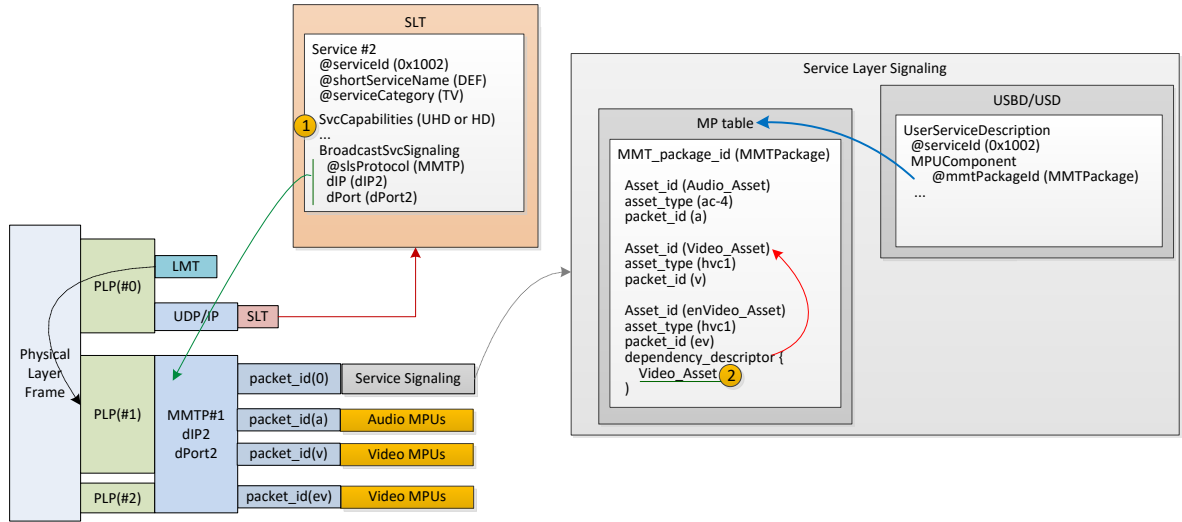 SLT
Service #2
@serviceId (0x1002)
@shortServiceName (DEF)
@serviceCategory (TV)
1
SvcCapabilities (UHD or HD)
...
BroadcastSvcSignaling
@slsProtocol (MMTP)
dIP (dIP2)
dPort (dPort2)
Service Layer Signaling
MP table
MMT_package_id (MMTPackage)
Asset_id (Audio_Asset)
asset_type (ac-4)
packet_id (a)
Asset_id (Video_Asset)
asset_type (hvc1)
packet_id (v)
Asset_id (enVideo_Asset)
asset_type (hvc1)
packet_id (ev)
dependency_descriptor {
Video_Asset
2
)
USBD/USD
UserServiceDescription
@serviceId (0x1002)
MPUComponent
@mmtPackageId (MMTPackage)
...
Physical
Layer
Frame
PLP(#0)
LMT
UDP/IP
SLT
PLP(#1)
MMTP#1
dIP2
dPort2
packet_id(0)
Service Signaling
packet_id(a)
Audio MPUs
packet_id(v)
Video MPUs
PLP(#2)
packet_id(ev)
Video MPUs